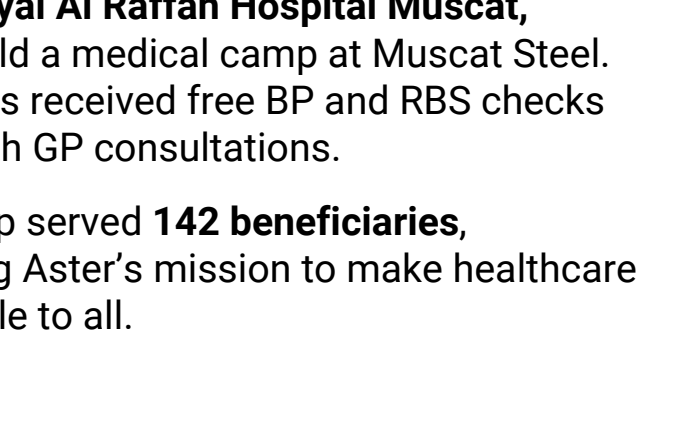 yal Al Raffah Hospital Muscat,
ld a medical camp at Muscat Steel.
s received free BP and RBS checks
h GP consultations.
p served 142 beneficiaries,
g Aster’s mission to make healthcare
le to all.